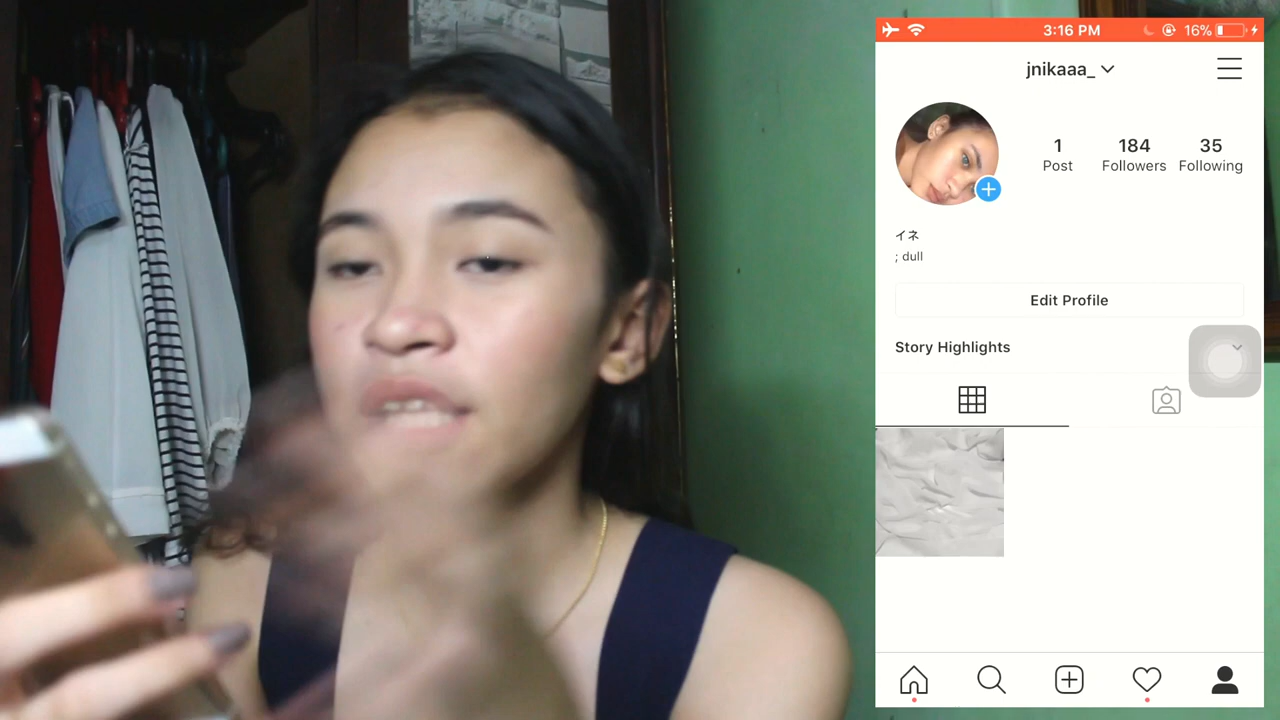 3:16 PM
16%
jnikaaa_
1
Post
184
Followers
35
Following
イネ
; dull
Edit Profile
Story Highlights